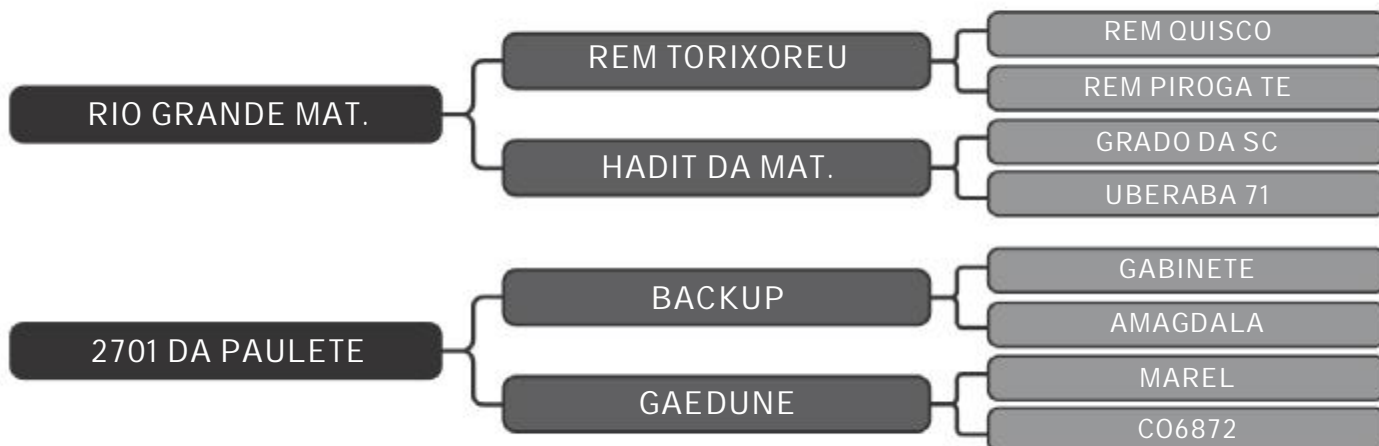 RIO GRANDE MAT.
REM TORIXOREU
REM QUISCO
REM PIROGA TE
HADIT DA MAT.
GRADO DA SC
UBERABA 71
2701 DA PAULETE
BACKUP
GABINETE
AMAGDALA
GAEDUNE
MAREL
CO6872